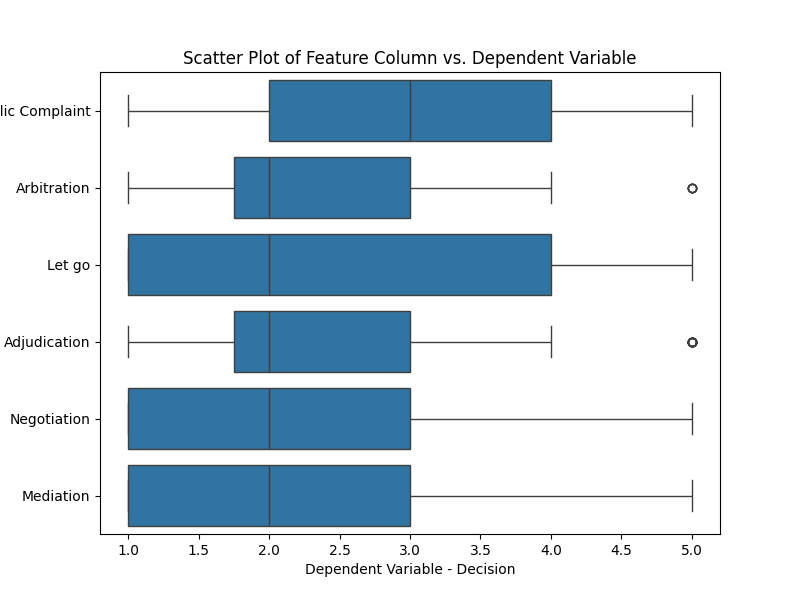 Scatter Plot of Feature Column vs. Dependent Variable
lic Complaint
Arbitration
Let go
Adjudication
Negotiation
Mediation
1.0 1.5 2.0 2.5 3.0 3.5 4.0 4.5 5.0
Dependent Variable - Decision